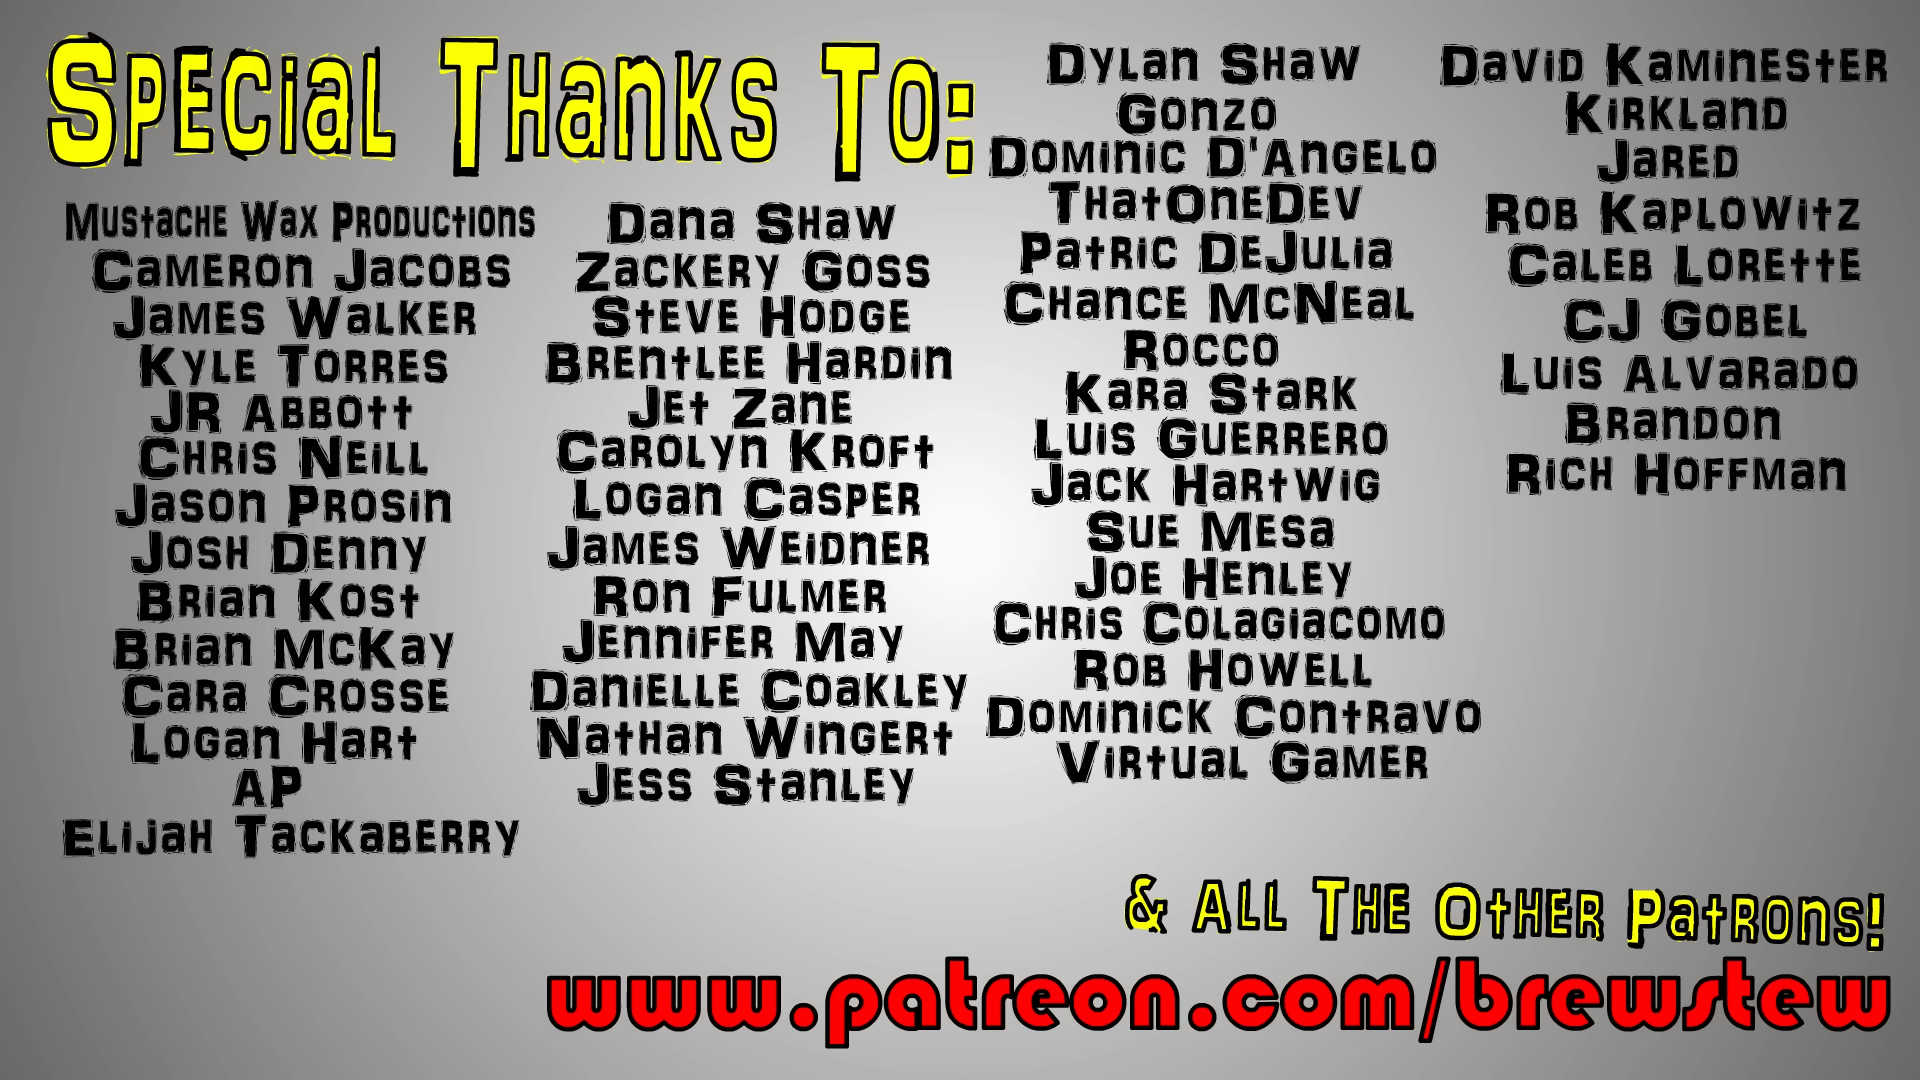 Special Thanks To:
Mustache Wax Productions
Cameron Jacobs
James Walker
Kyle Torres
JR Abbott
Chris Neill
Jason Prosin
Josh Denny
Brian Kost
Brian McKay
Cara Crosse
Logan Hart
AP
Elijah Tackaberry
Dana Shaw
Zackery Goss
Steve Hodge
Brentlee Hardin
Jet Zane
Carolyn Kroft
Logan Casper
James Weidner
Ron Fulmer
Jennifer May
Danielle Coakley
Nathan Wingert
Jess Stanley
Dylan Shaw
Gonzo
Dominic D'Angelo
ThatOneDev
Patric DeJulia
Chance McNeal
Rocco
Kara Stark
Luis Guerrero
Jack Hartwig
Sue Mesa
Joe Henley
Chris Colagiacomo
Rob Howell
Dominick Contravo
Virtual Gamer
David Kaminester
Kirkland
Jared
Rob Kaplowitz
Caleb Lorette
CJ Gobel
Luis Alvarado
Brandon
Rich Hoffman
& All The Other Patrons!
www.patreon.com/brewstew